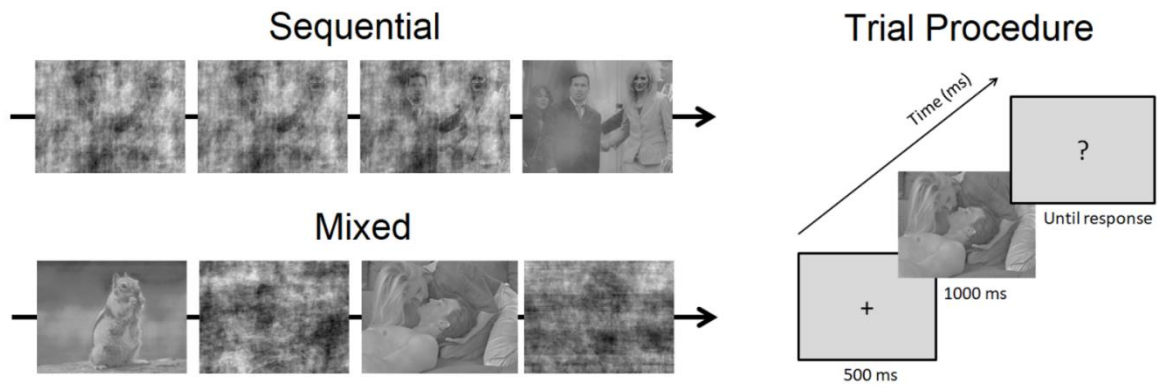 Sequential
Mixed
Trial Procedure
Time (ms)
?
Until response
1000 ms
+
500 ms